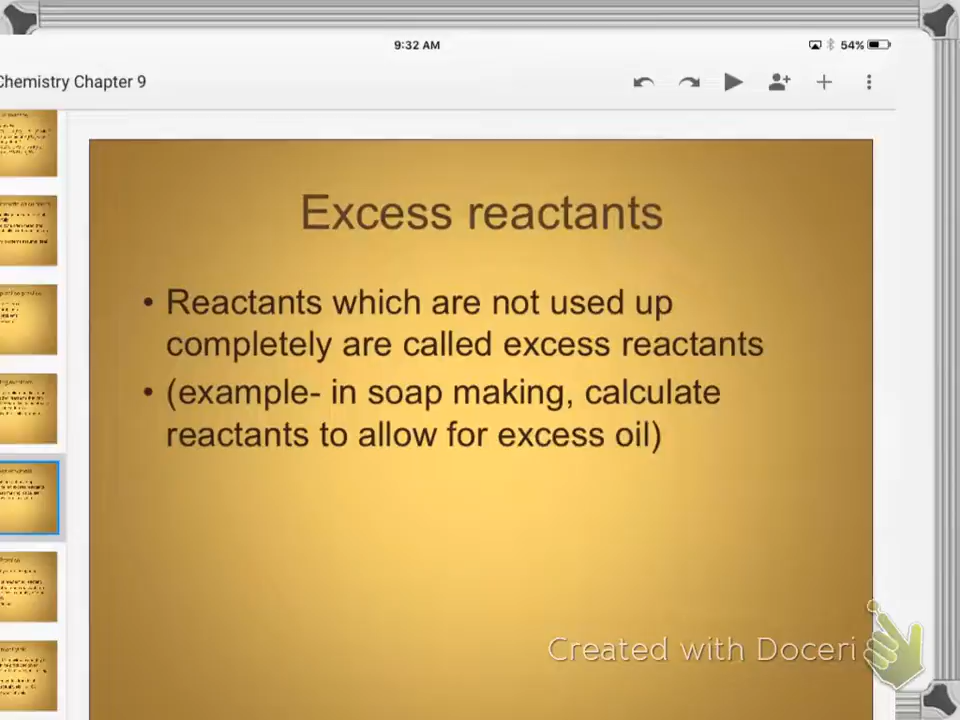 9:32 AM
54%
Chemistry Chapter 9
Excess reactants
• Reactants which are not used up
completely are called excess reactants
• (example- in soap making, calculate
reactants to allow for excess oil)
Created with Doceri